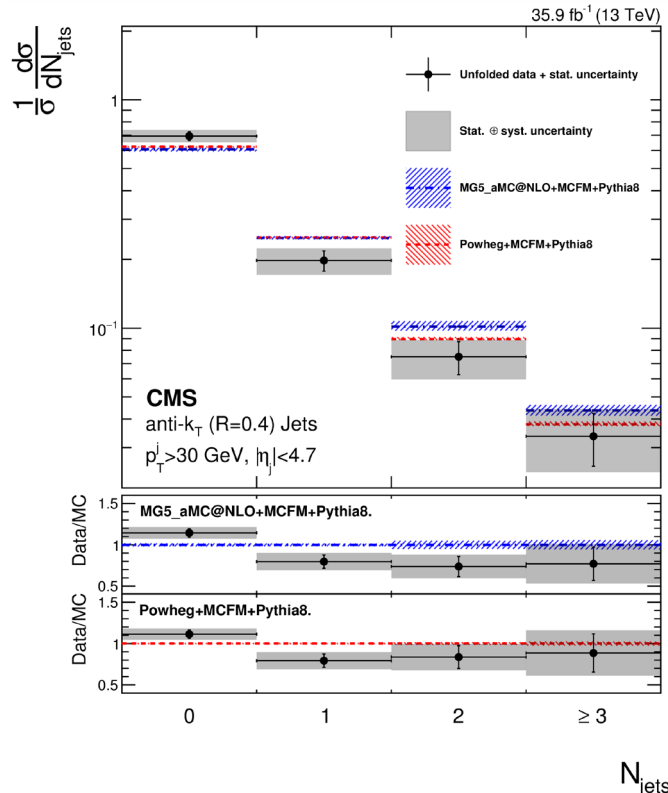 35.9 fb⁻¹ (13 TeV)
1/σ dσ/dN_jets
Unfolded data + stat. uncertainty
Stat. ⊕ syst. uncertainty
MG5_aMC@NLO+MCFM+Pythia8
Powheg+MCFM+Pythia8
1
10⁻¹
CMS
anti-k_T (R=0.4) Jets
p_T^j>30 GeV, |η_j|<4.7
MG5_aMC@NLO+MCFM+Pythia8.
Data/MC
1.5
1
0.5
Powheg+MCFM+Pythia8.
Data/MC
1.5
1
0.5
0 1 2 ≥ 3
N_jets